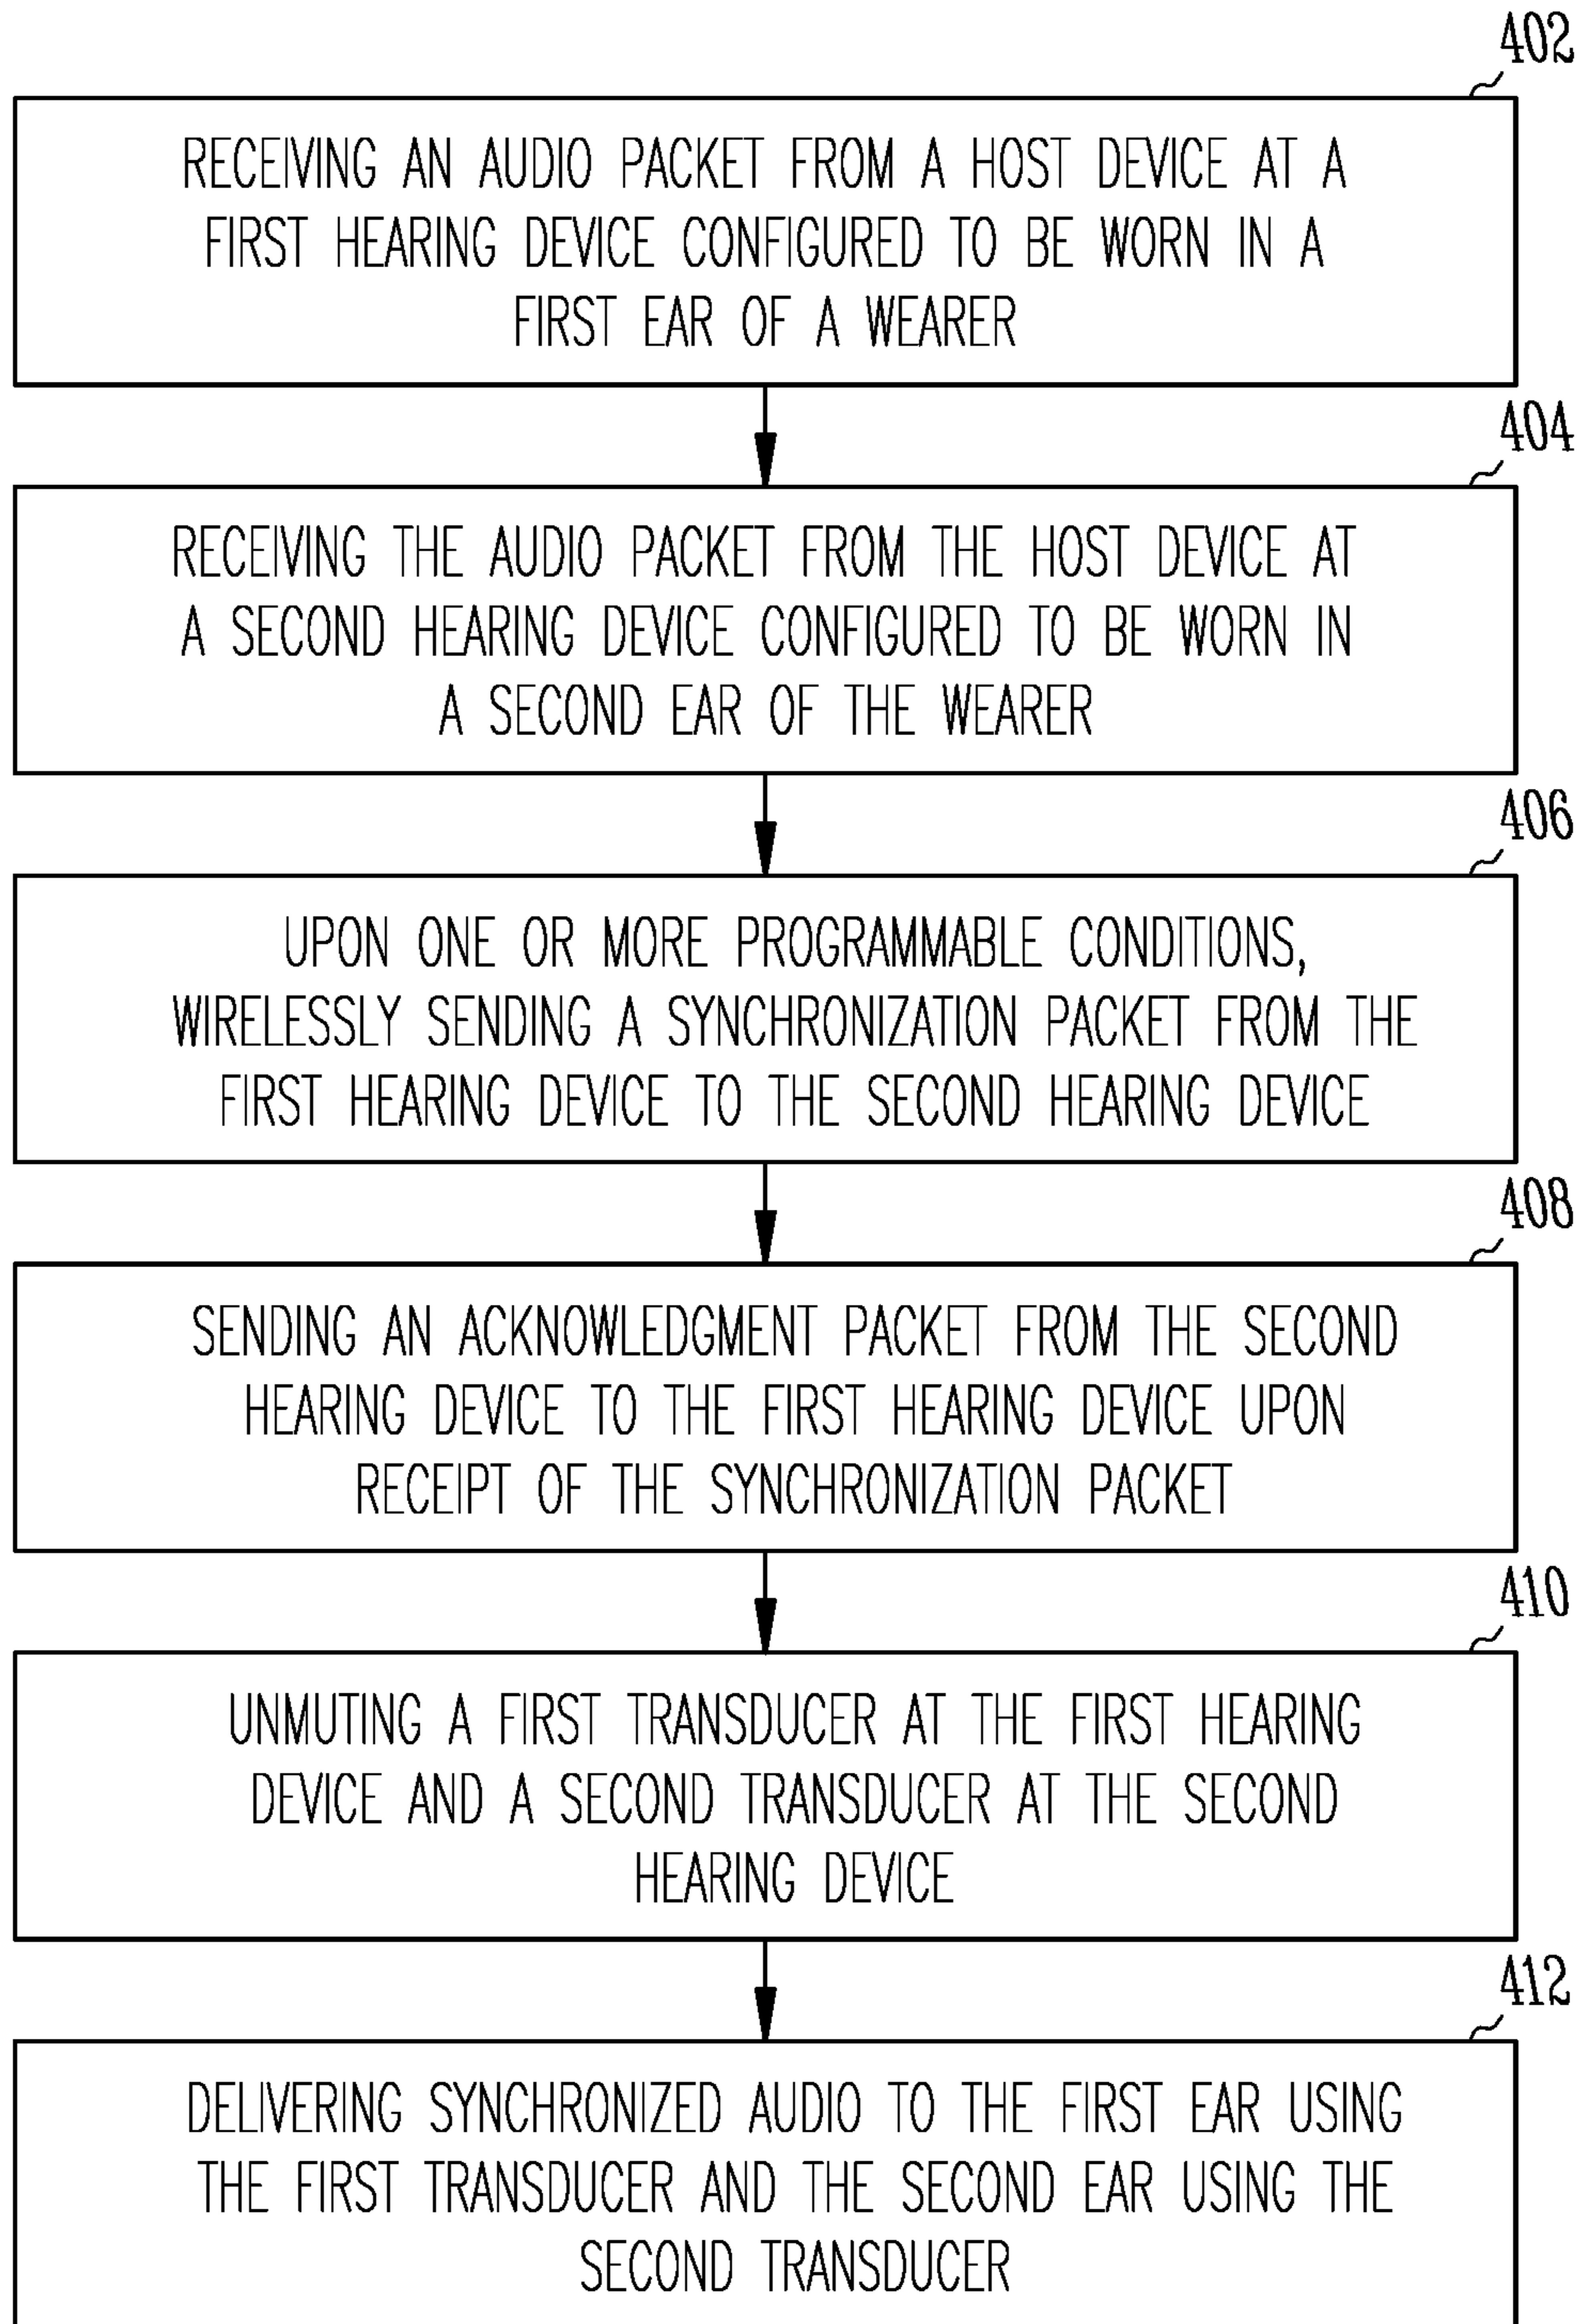 402
RECEIVING AN AUDIO PACKET FROM A HOST DEVICE AT A
FIRST HEARING DEVICE CONFIGURED TO BE WORN IN A
FIRST EAR OF A WEARER
404
RECEIVING THE AUDIO PACKET FROM THE HOST DEVICE AT
A SECOND HEARING DEVICE CONFIGURED TO BE WORN IN
A SECOND EAR OF THE WEARER
406
UPON ONE OR MORE PROGRAMMABLE CONDITIONS,
WIRELESSLY SENDING A SYNCHRONIZATION PACKET FROM THE
FIRST HEARING DEVICE TO THE SECOND HEARING DEVICE
408
SENDING AN ACKNOWLEDGMENT PACKET FROM THE SECOND
HEARING DEVICE TO THE FIRST HEARING DEVICE UPON
RECEIPT OF THE SYNCHRONIZATION PACKET
410
UNMUTING A FIRST TRANSDUCER AT THE FIRST HEARING
DEVICE AND A SECOND TRANSDUCER AT THE SECOND
HEARING DEVICE
412
DELIVERING SYNCHRONIZED AUDIO TO THE FIRST EAR USING
THE FIRST TRANSDUCER AND THE SECOND EAR USING THE
SECOND TRANSDUCER